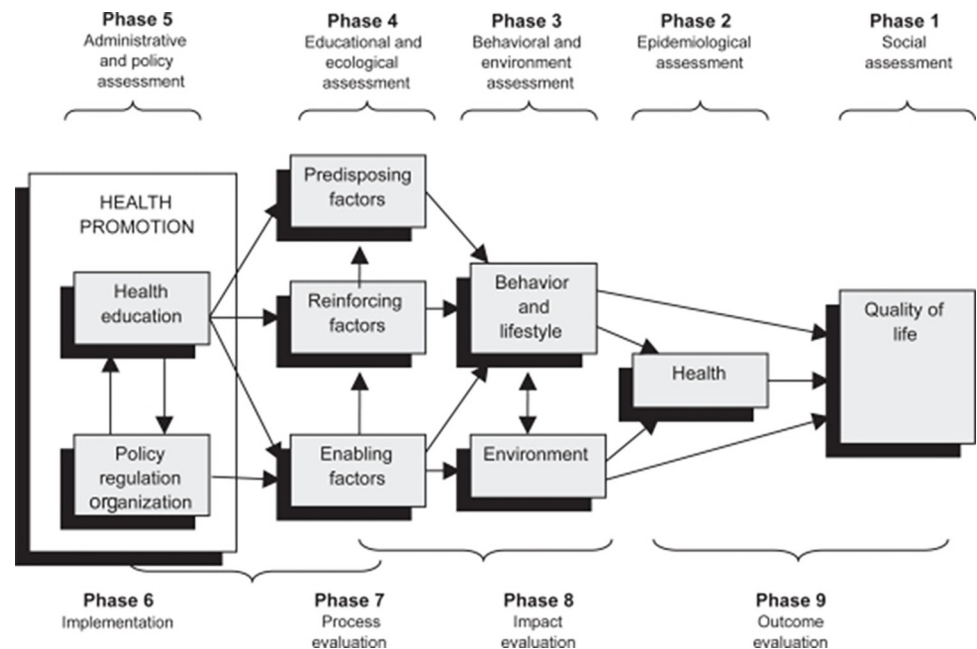 Phase 5
Administrative
and policy
assessment
Phase 4
Educational and
ecological
assessment
Phase 3
Behavioral and
environment
assessment
Phase 2
Epidemiological
assessment
Phase 1
Social
assessment
HEALTH
PROMOTION
Health
education
Policy
regulation
organization
Predisposing
factors
Reinforcing
factors
Enabling
factors
Behavior
and
lifestyle
Environment
Health
Quality of
life
Phase 6
Implementation
Phase 7
Process
evaluation
Phase 8
Impact
evaluation
Phase 9
Outcome
evaluation